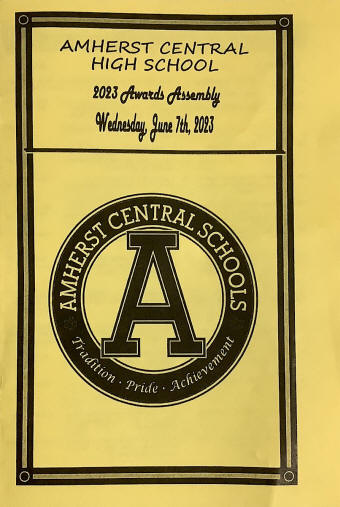 AMHERST CENTRAL
HIGH SCHOOL
2023 Awards Assembly
Wednesday, June 7th, 2023
AMHERST CENTRAL SCHOOLS
A
Tradition · Pride · Achievement